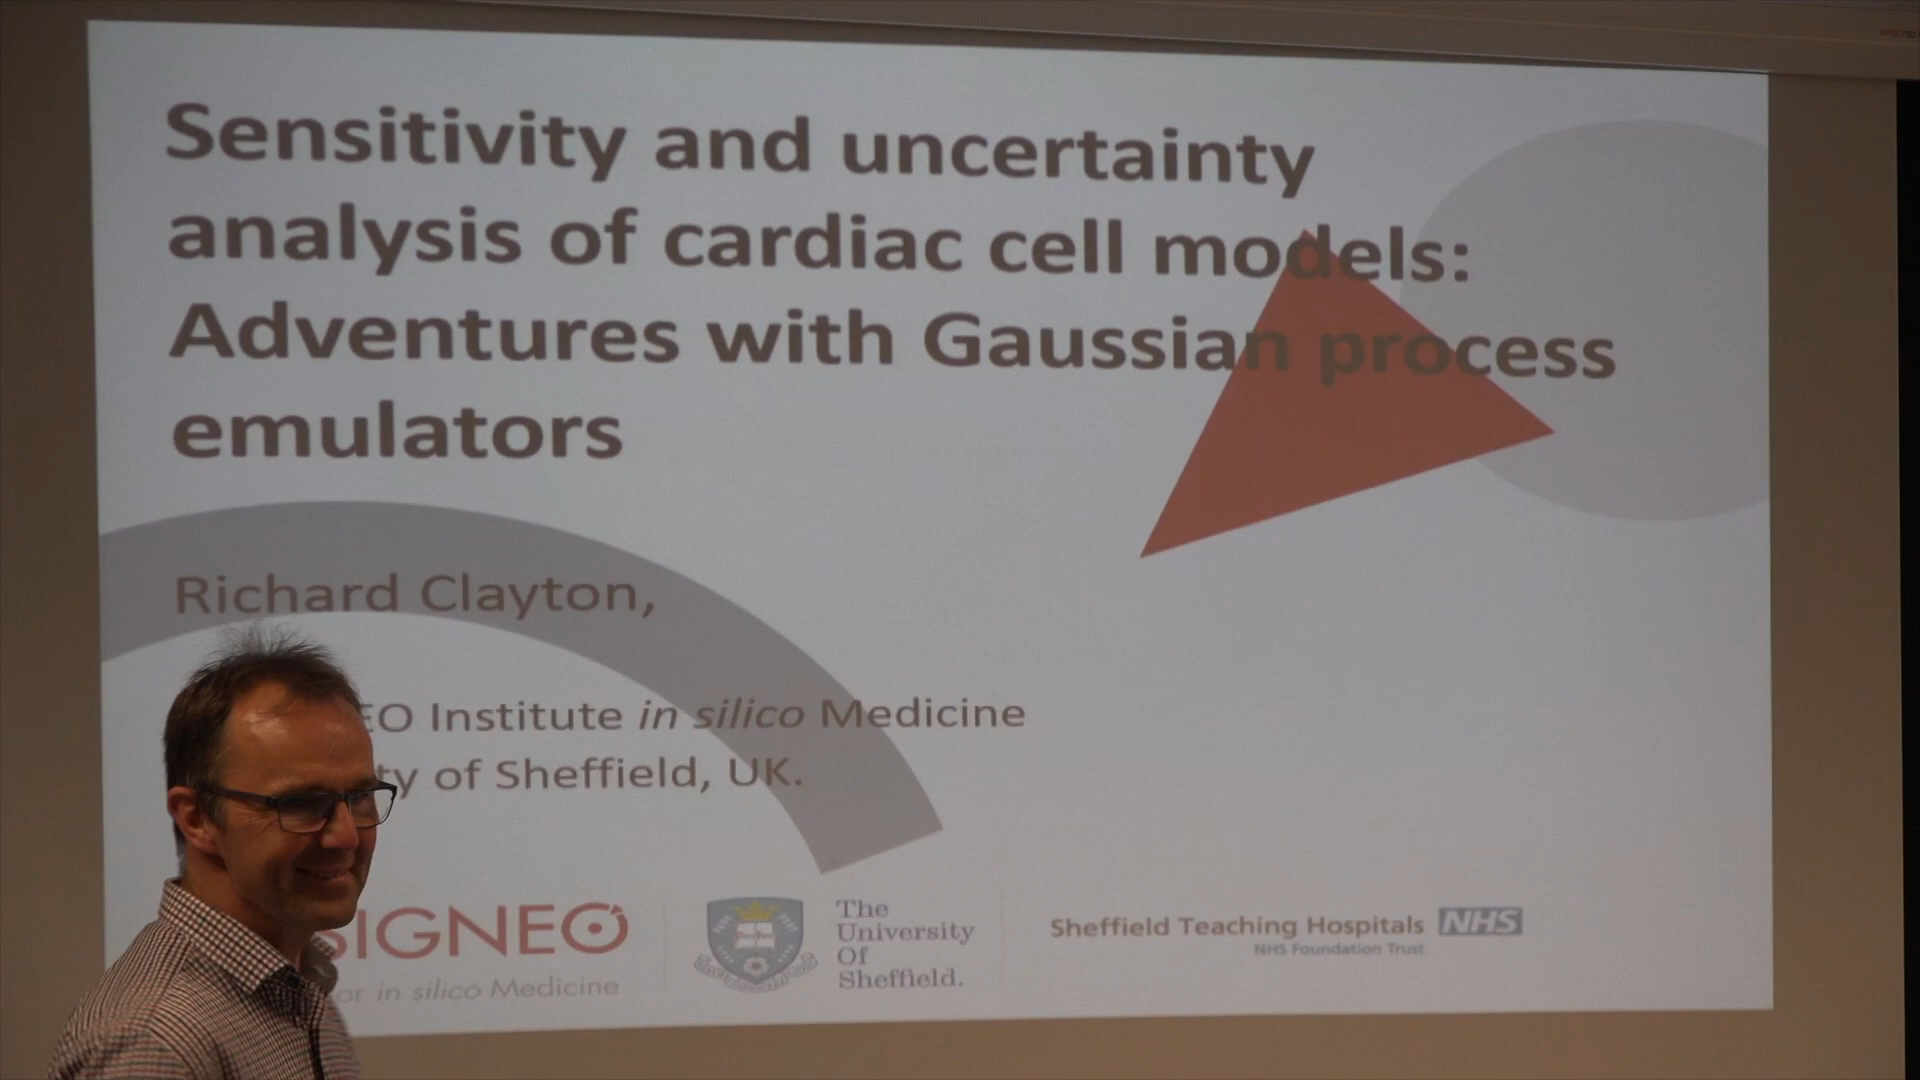 Sensitivity and uncertainty
analysis of cardiac cell models:
Adventures with Gaussian process
emulators
Richard Clayton,
EO Institute in silico Medicine
ty of Sheffield, UK.
SIGNEO
or in silico Medicine
The
University
Of
Sheffield.
Sheffield Teaching Hospitals NHS
NHS Foundation Trust